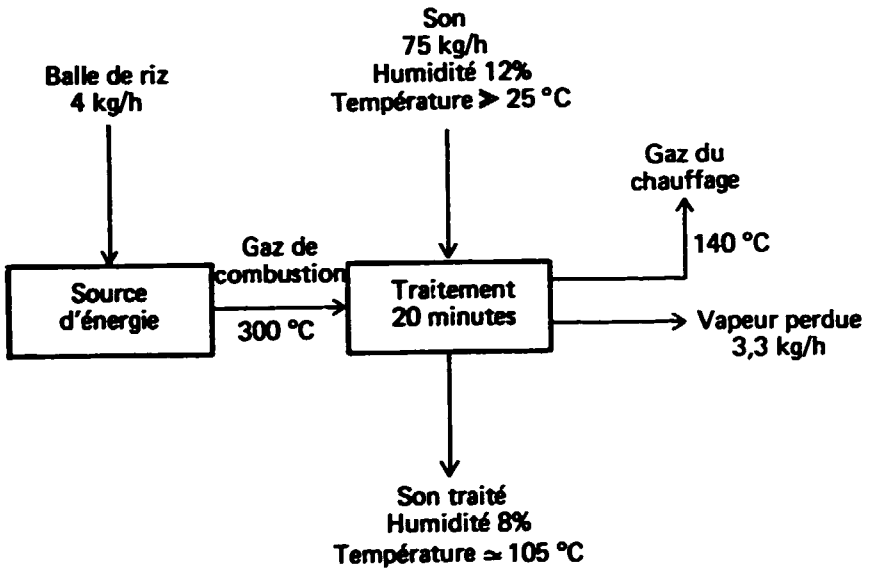 Son
75 kg/h
Humidité 12%
Température ⩾ 25 °C
Balle de riz
4 kg/h
Gaz du
chauffage
140 °C
Gaz de
combustion
300 °C
Source
d'énergie
Traitement
20 minutes
Vapeur perdue
3,3 kg/h
Son traité
Humidité 8%
Température ≃ 105 °C